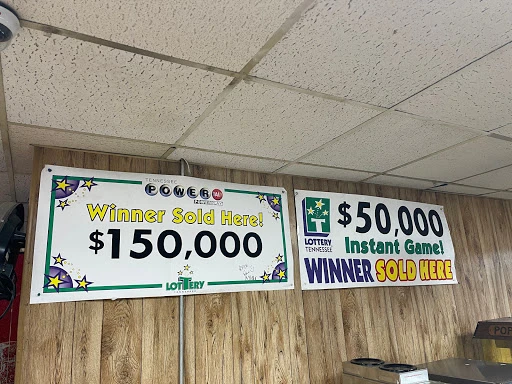 TENNESSEE
POWERBALL
Winner Sold Here!
$150,000
LOTTERY
LOTTERY
TENNESSEE
$50,000
Instant Game!
WINNER SOLD HERE